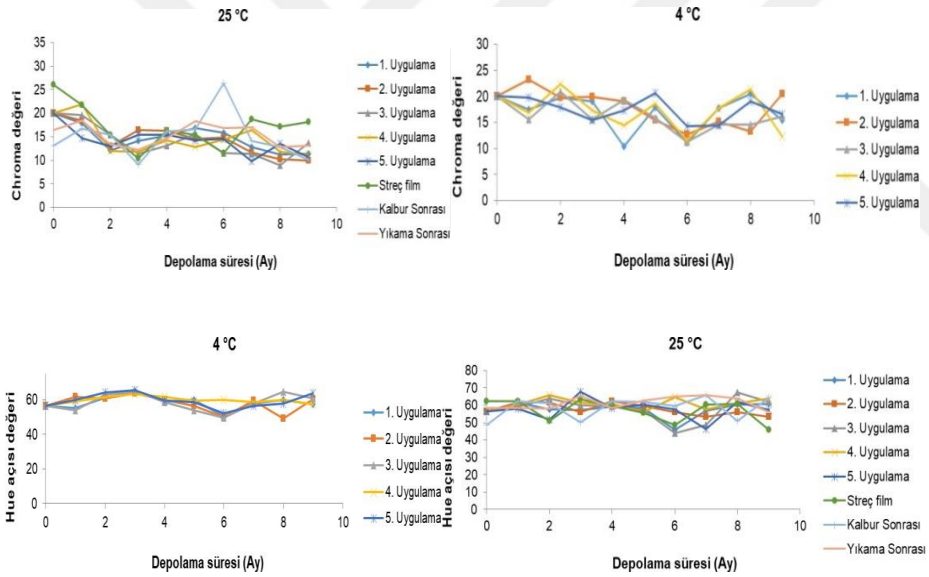 25 °C
Chroma değeri
35
30
25
20
15
10
5
0
0 2 4 6 8 10
Depolama süresi (Ay)
1. Uygulama
2. Uygulama
3. Uygulama
4. Uygulama
5. Uygulama
Streç film
Kalbur Sonrası
Yıkama Sonrası
4 °C
Chroma değeri
30
25
20
15
10
5
0
0 2 4 6 8 10
Depolama süresi (Ay)
1. Uygulama
2. Uygulama
3. Uygulama
4. Uygulama
5. Uygulama
4 °C
Hue açısı değeri
60
40
20
0
0 2 4 6 8 10
Depolama süresi (Ay)
1. Uygulama
2. Uygulama
3. Uygulama
4. Uygulama
5. Uygulama
25 °C
Hue açısı değeri
80
70
60
50
40
30
20
10
0
0 2 4 6 8 10
Depolama süresi (Ay)
1. Uygulama
2. Uygulama
3. Uygulama
4. Uygulama
5. Uygulama
Streç film
Kalbur Sonrası
Yıkama Sonrası